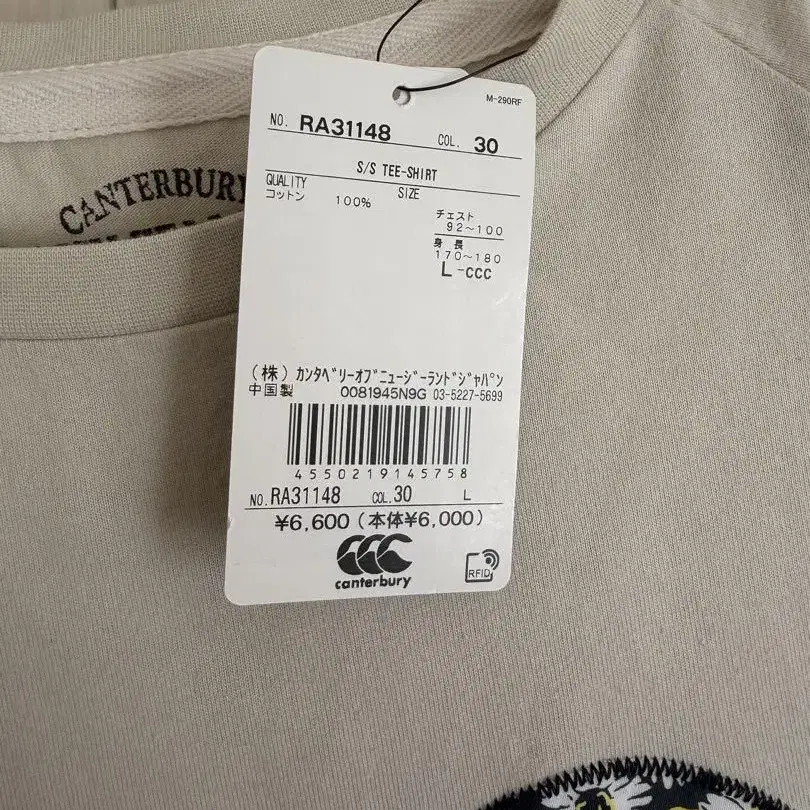 M-290RF
NO. RA31148 COL. 30
S/S TEE-SHIRT
QUALITY SIZE
コットン 100%
チェスト
92～100
身長
170～180
L-CCC
(株) ｶﾝﾀﾍﾞﾘｰｵﾌﾞﾆｭｰｼﾞｰﾗﾝﾄﾞｼﾞｬﾊﾟﾝ
中国製 0081945N9G 03-5227-5699
4550219145758
NO. RA31148 COL. 30 L
¥6,600 (本体¥6,000)
CCC
canterbury
RFID
CANTERBURY